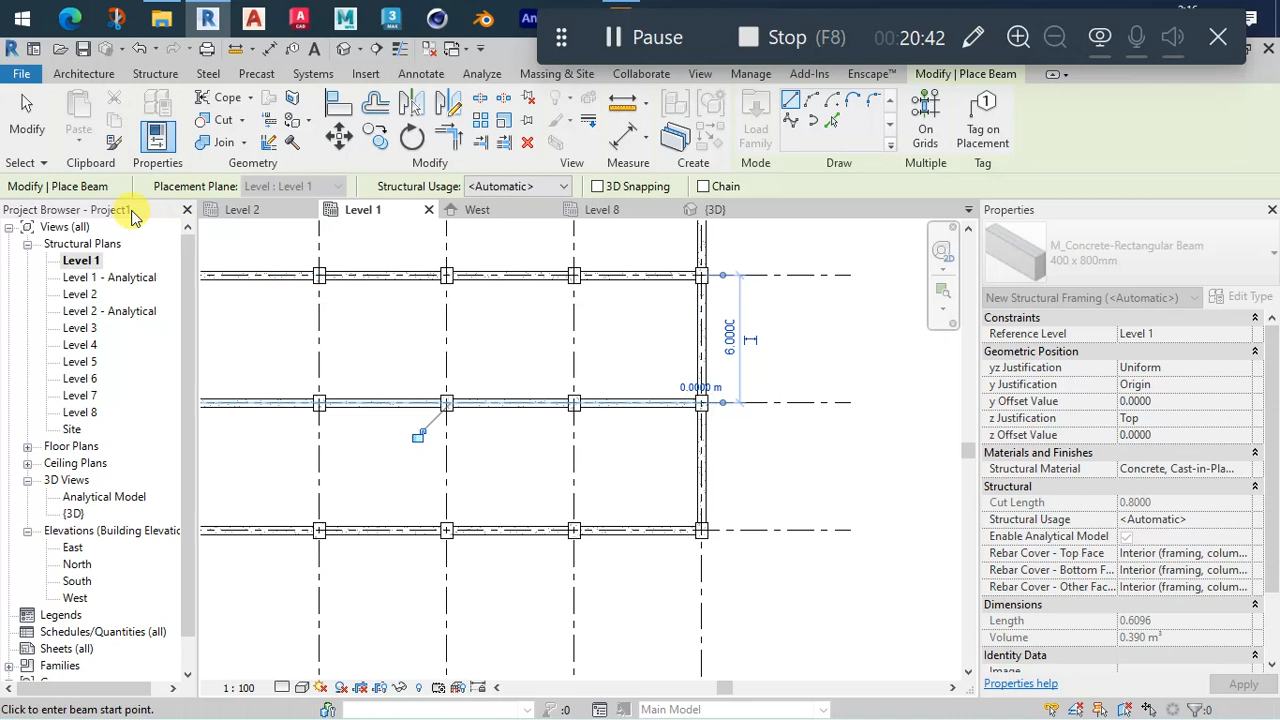 Pause
Stop (F8)
00:20:42
File
Architecture
Structure
Steel
Precast
Systems
Insert
Annotate
Analyze
Massing & Site
Collaborate
View
Manage
Add-Ins
Enscape™
Modify | Place Beam
Modify
Paste
Cope
Cut
Join
Load
Family
On
Grids
Tag on
Placement
Select
Clipboard
Properties
Geometry
Modify
View
Measure
Create
Mode
Draw
Multiple
Tag
Modify | Place Beam
Placement Plane:
Level : Level 1
Structural Usage:
<Automatic>
3D Snapping
Chain
Project Browser - Project1
Level 2
Level 1
West
Level 8
{3D}
Properties
Views (all)
Structural Plans
Level 1
Level 1 - Analytical
Level 2
Level 2 - Analytical
Level 3
Level 4
Level 5
Level 6
Level 7
Level 8
Site
Floor Plans
Ceiling Plans
3D Views
Analytical Model
{3D}
Elevations (Building Elevatic
East
North
South
West
Legends
Schedules/Quantities (all)
Sheets (all)
Families
6.0000
0.0000 m
2D
M_Concrete-Rectangular Beam
400 x 800mm
New Structural Framing (<Automatic>)
Edit Type
Constraints
Reference Level Level 1
Geometric Position
yz Justification Uniform
y Justification Origin
y Offset Value 0.0000
z Justification Top
z Offset Value 0.0000
Materials and Finishes
Structural Material Concrete, Cast-in-Pla...
Structural
Cut Length 0.8000
Structural Usage <Automatic>
Enable Analytical Model
Rebar Cover - Top Face Interior (framing, colum...
Rebar Cover - Bottom F... Interior (framing, colum...
Rebar Cover - Other Fac... Interior (framing, colum...
Dimensions
Length 0.6096
Volume 0.390 m³
Identity Data
Image
Properties help
Apply
1 : 100
Click to enter beam start point.
:0
Main Model
:0